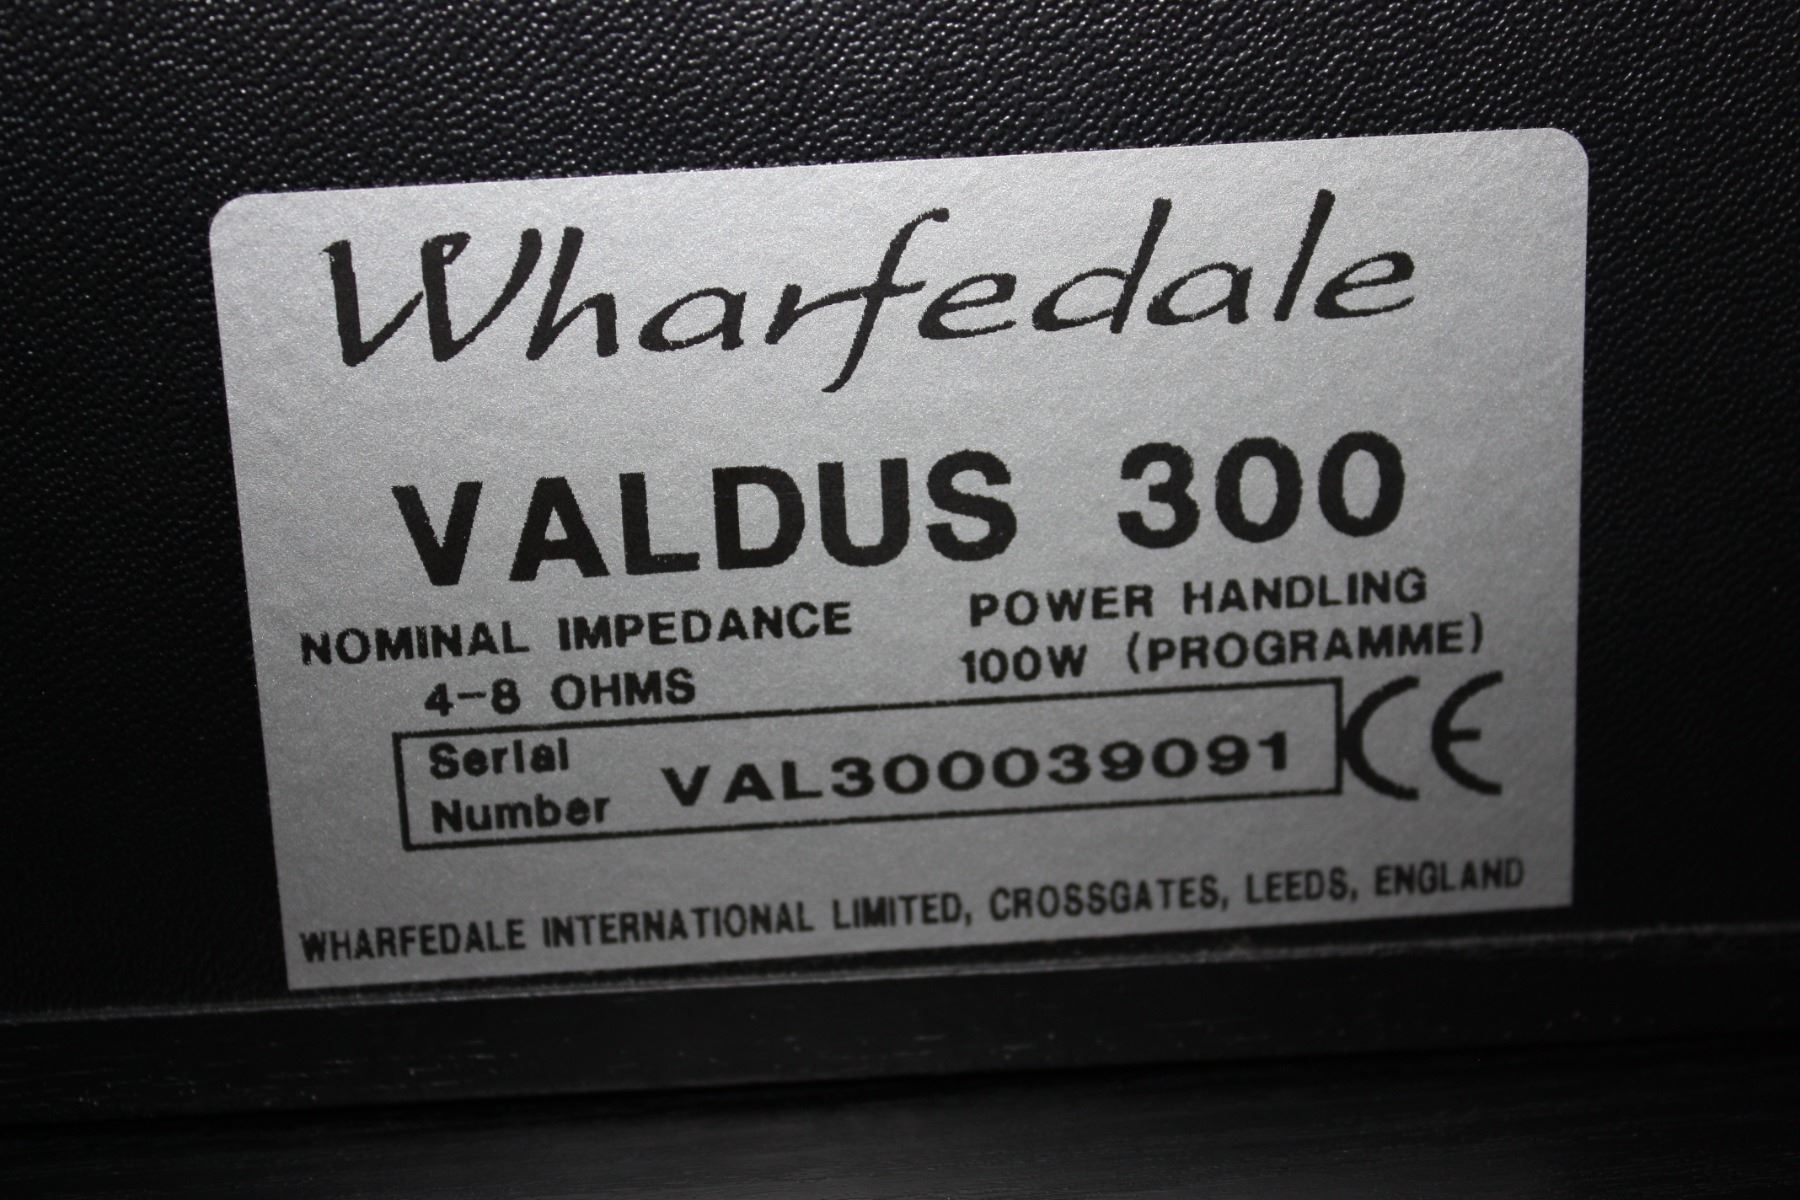 Wharfedale
VALDUS 300
NOMINAL IMPEDANCE
4-8 OHMS
POWER HANDLING
100W (PROGRAMME)
Serial
Number
VAL300039091
CE
WHARFEDALE INTERNATIONAL LIMITED, CROSSGATES, LEEDS, ENGLAND